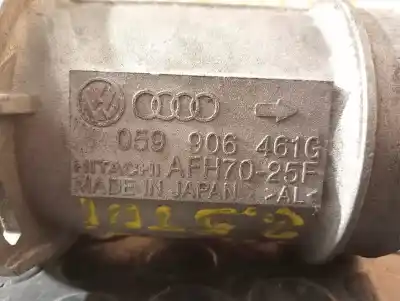 059 906 461G
HITACHI AFH70-25F
MADE IN JAPAN >AL<